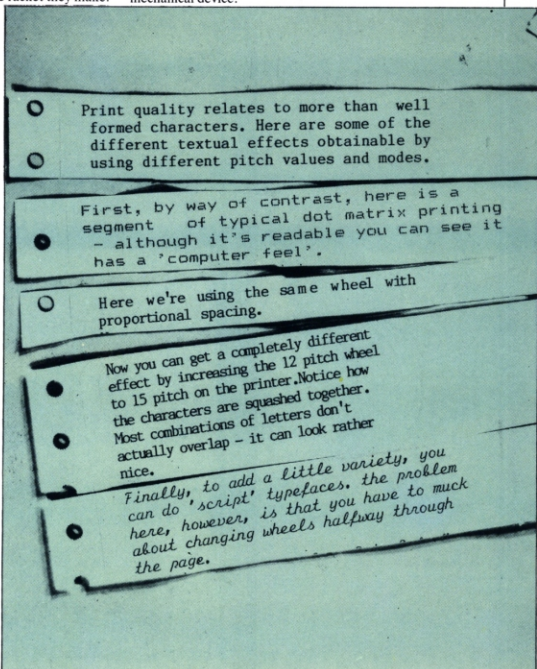 mechanical device.
Print quality relates to more than well
formed characters. Here are some of the
different textual effects obtainable by
using different pitch values and modes.
First, by way of contrast, here is a
segment of typical dot matrix printing
– although it's readable you can see it
has a 'computer feel'.
Here we're using the same wheel with
proportional spacing.
Now you can get a completely different
effect by increasing the 12 pitch wheel
to 15 pitch on the printer.Notice how
the characters are squashed together.
Most combinations of letters don't
actually overlap – it can look rather
nice.
Finally, to add a little variety, you
can do 'script' typefaces. the problem
here, however, is that you have to muck
about changing wheels halfway through
the page.